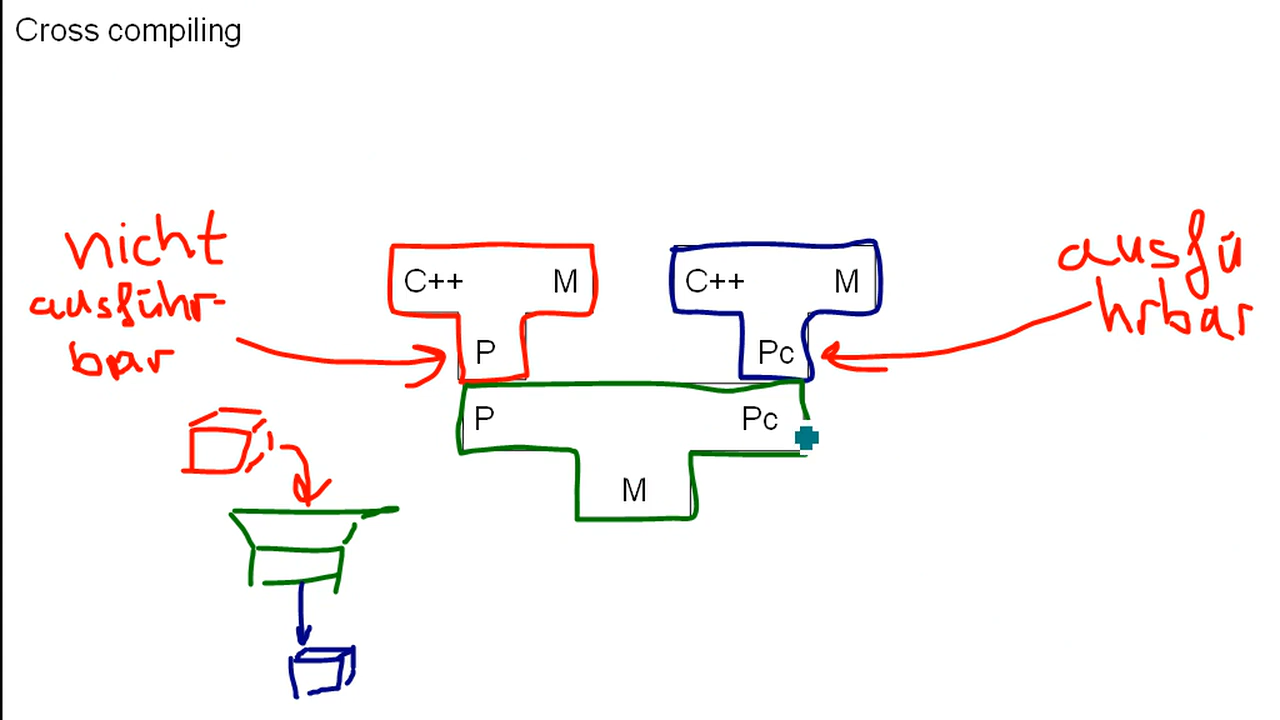 Cross compiling
nicht
ausführ-
bar
C++ M
P
C++ M
Pc
ausfü
hrbar
P Pc
M